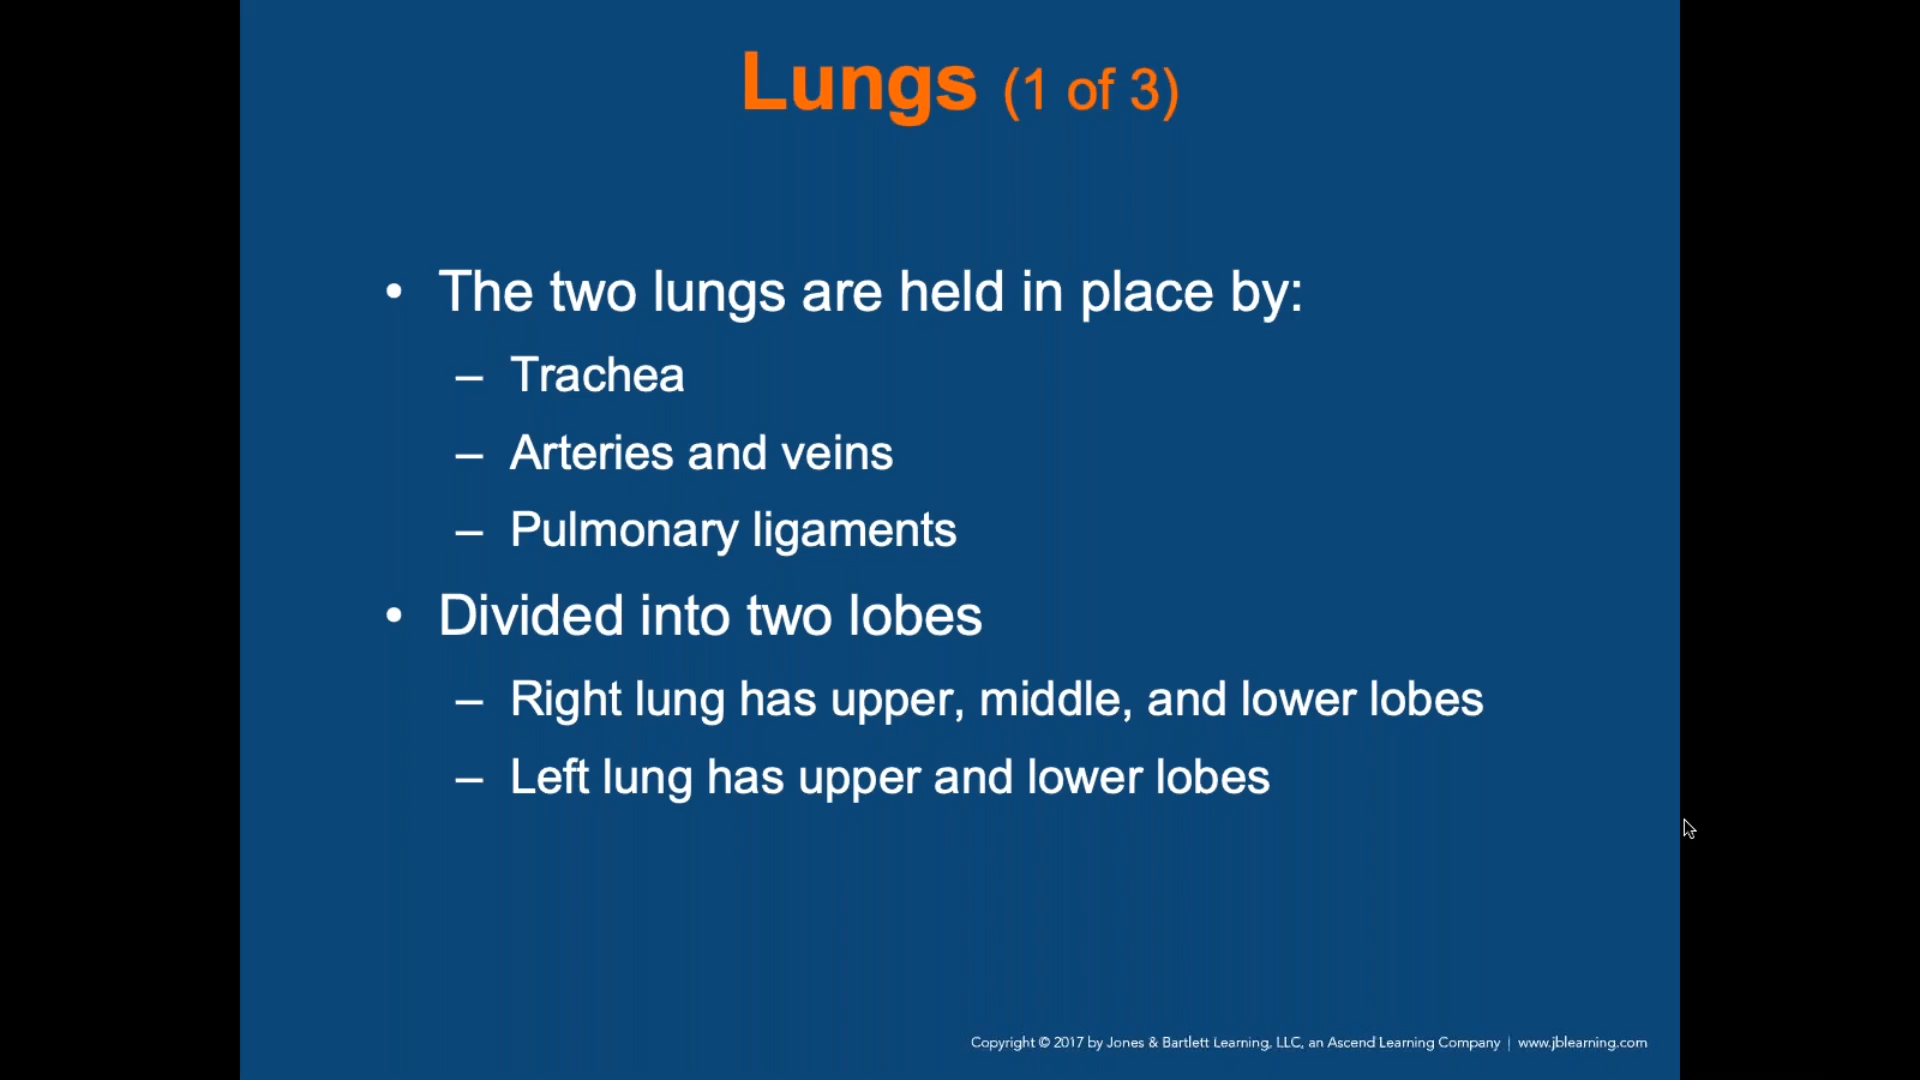 Lungs (1 of 3)
• The two lungs are held in place by:
– Trachea
– Arteries and veins
– Pulmonary ligaments
• Divided into two lobes
– Right lung has upper, middle, and lower lobes
– Left lung has upper and lower lobes
Copyright © 2017 by Jones & Bartlett Learning, LLC, an Ascend Learning Company | www.jblearning.com